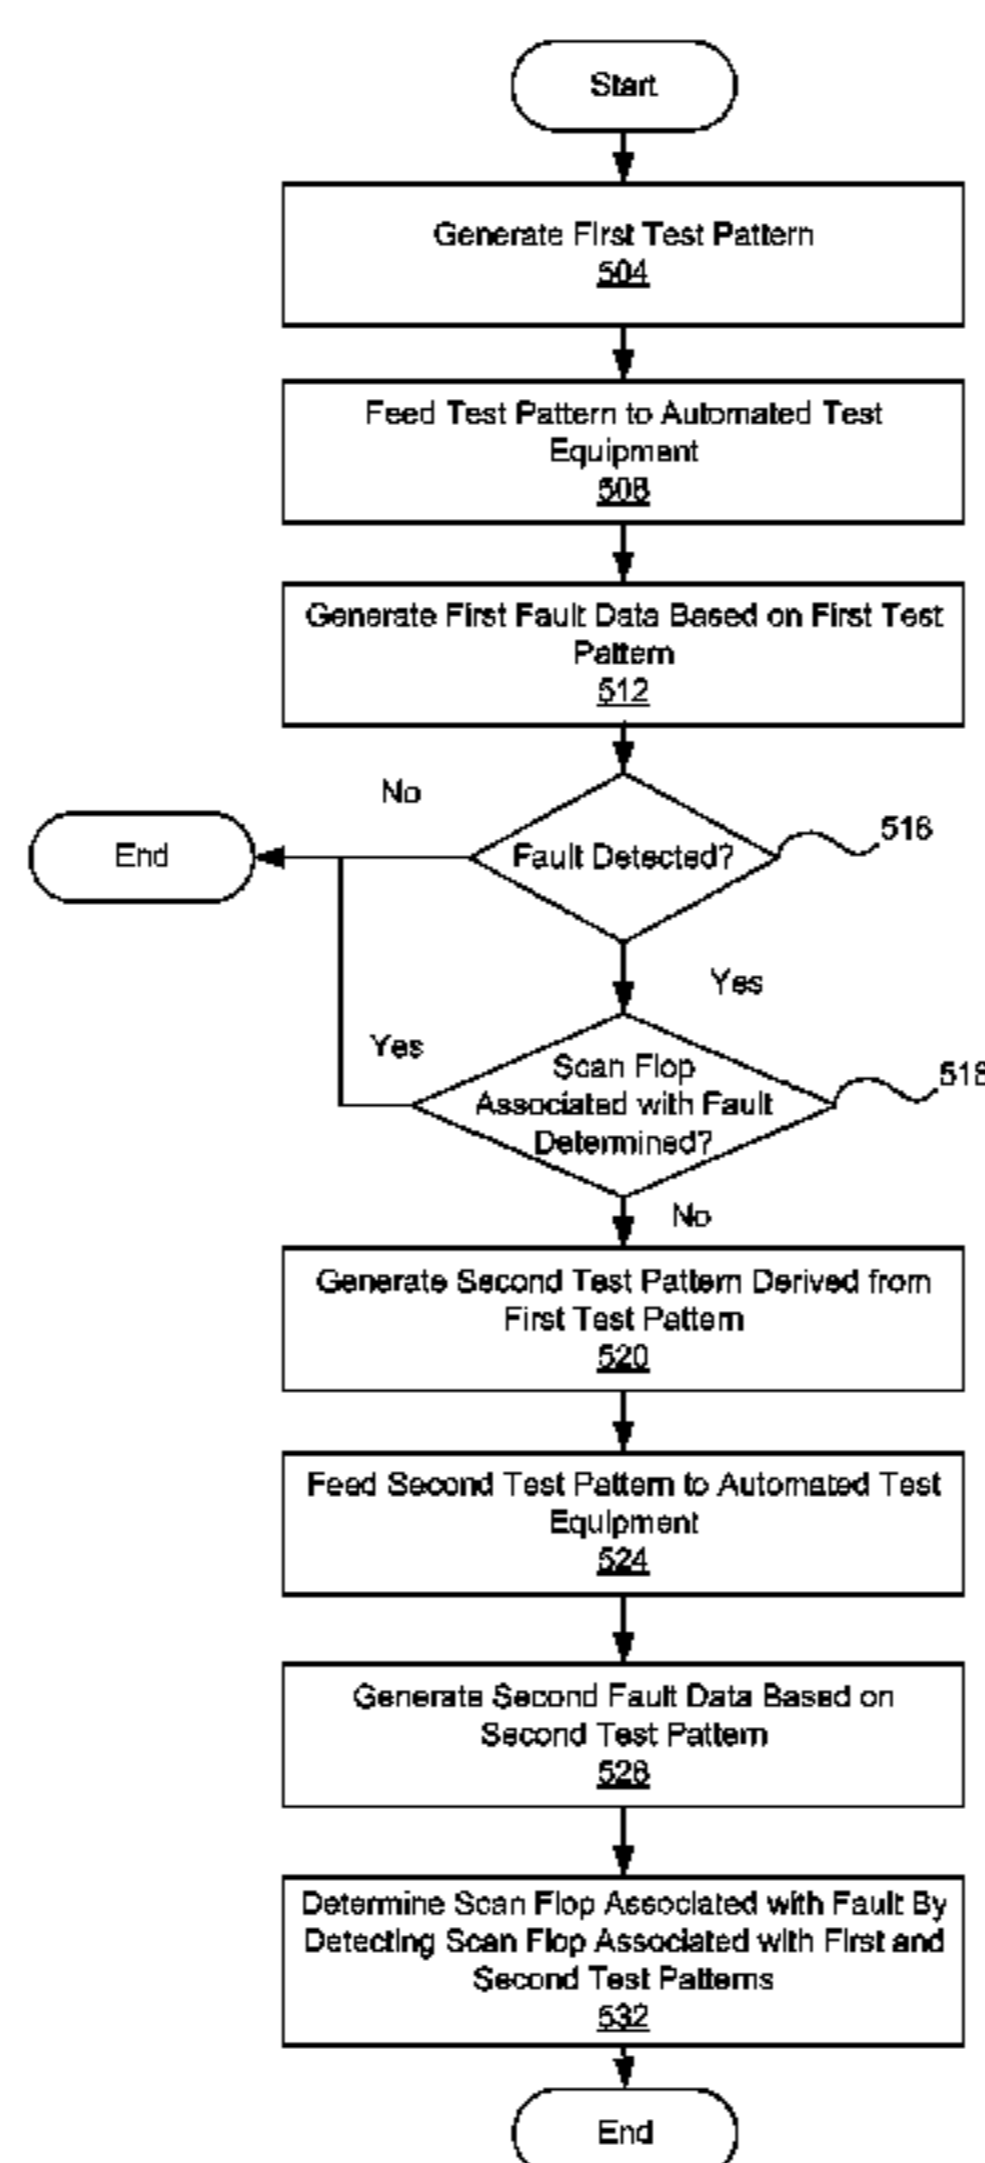 Start
Generate First Test Pattern
504
Feed Test Pattern to Automated Test
Equipment
508
Generate First Fault Data Based on First Test
Pattern
512
No
End
Fault Detected?
516
Yes
Yes
Scan Flop
Associated with Fault
Determined?
518
No
Generate Second Test Pattern Derived from
First Test Pattern
520
Feed Second Test Pattern to Automated Test
Equipment
524
Generate Second Fault Data Based on
Second Test Pattern
528
Determine Scan Flop Associated with Fault By
Detecting Scan Flop Associated with First and
Second Test Patterns
532
End